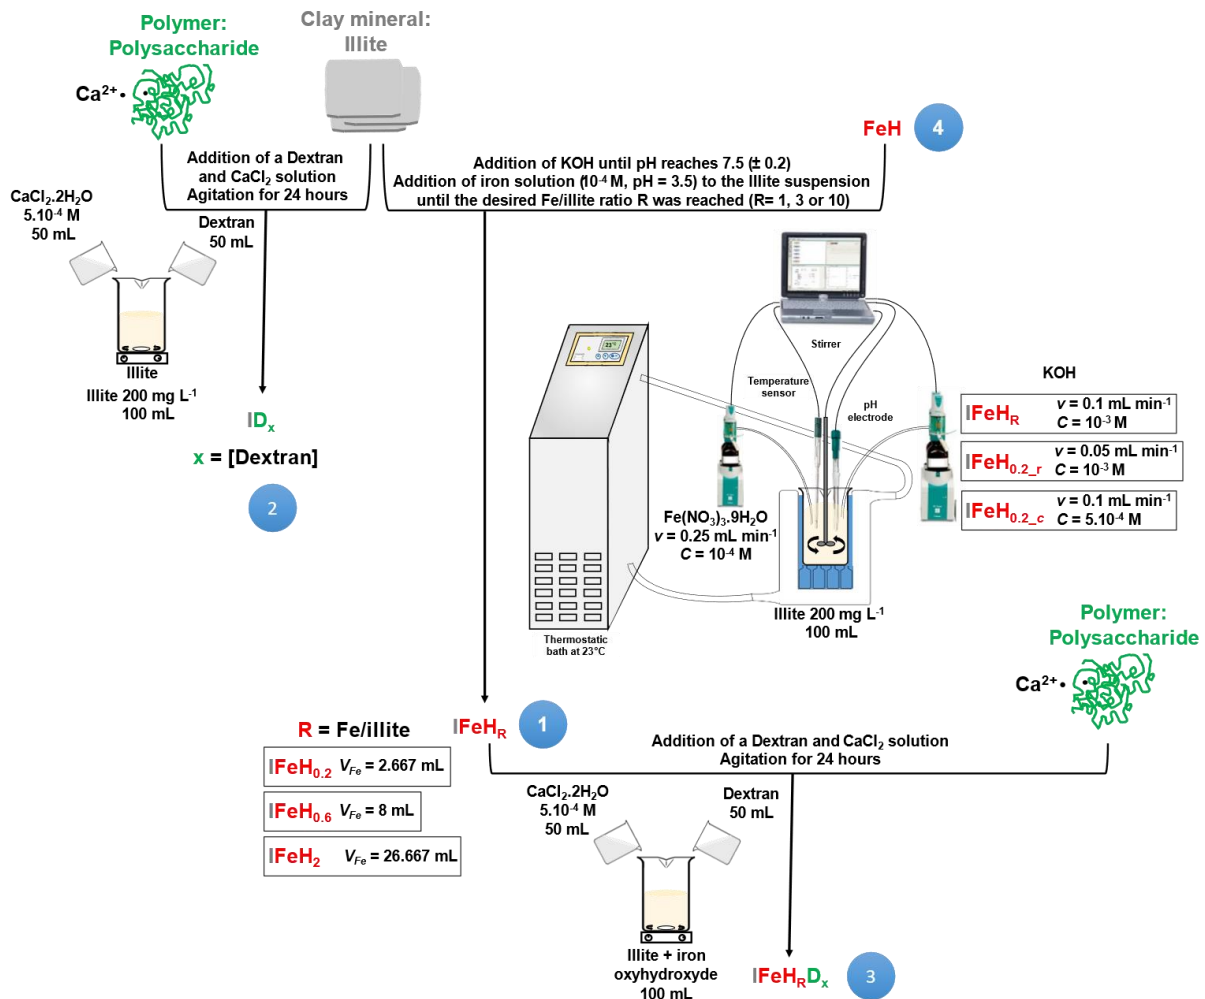 Polymer:
Polysaccharide
Ca²⁺•
Clay mineral:
Illite
FeH
4
Addition of a Dextran
and CaCl₂ solution
Agitation for 24 hours
Addition of KOH until pH reaches 7.5 (± 0.2)
Addition of iron solution (10⁻⁴ M, pH = 3.5) to the Illite suspension
until the desired Fe/illite ratio R was reached (R= 1, 3 or 10)
CaCl₂.2H₂O
5.10⁻⁴ M
50 mL
Dextran
50 mL
Illite
Illite 200 mg L⁻¹
100 mL
IDₓ
x = [Dextran]
2
23°C
Stirrer
Temperature
sensor
pH
electrode
KOH
IFeH_R
v = 0.1 mL min⁻¹
C = 10⁻³ M
IFeH₀.₂_r
v = 0.05 mL min⁻¹
C = 10⁻³ M
IFeH₀.₂_c
v = 0.1 mL min⁻¹
C = 5.10⁻⁴ M
Fe(NO₃)₃.9H₂O
v = 0.25 mL min⁻¹
C = 10⁻⁴ M
Illite 200 mg L⁻¹
100 mL
Thermostatic
bath at 23°C
Polymer:
Polysaccharide
Ca²⁺•
R = Fe/illite
IFeH_R
1
IFeH₀.₂ V_Fe = 2.667 mL
IFeH₀.₆ V_Fe = 8 mL
IFeH₂ V_Fe = 26.667 mL
Addition of a Dextran and CaCl₂ solution
Agitation for 24 hours
CaCl₂.2H₂O
5.10⁻⁴ M
50 mL
Dextran
50 mL
Illite + iron
oxyhydroxyde
100 mL
IFeH_RDₓ
3